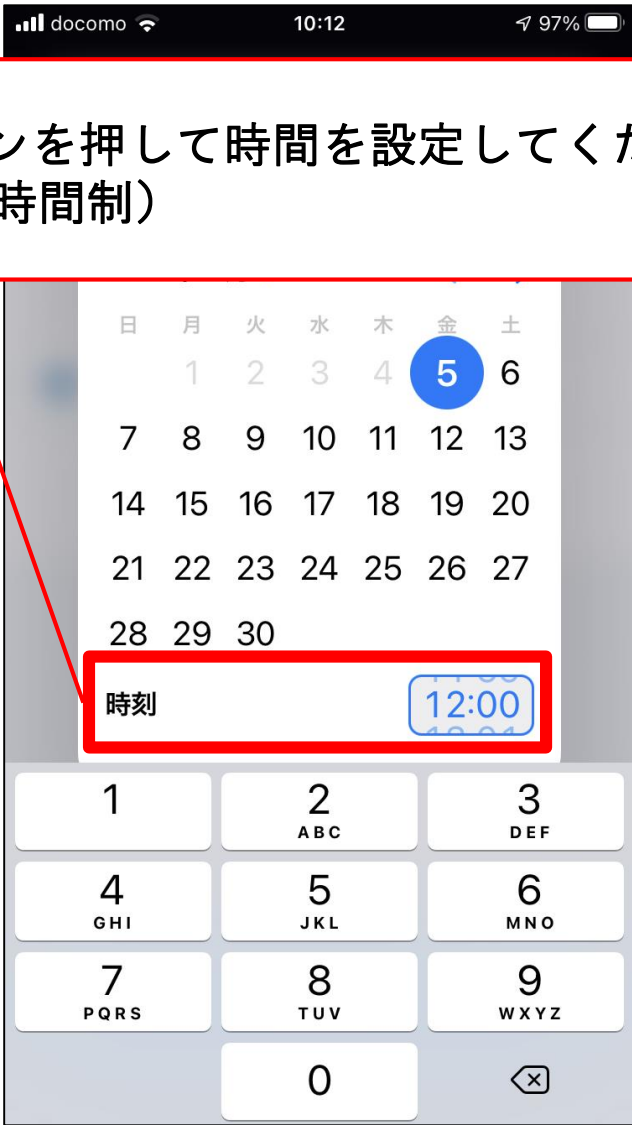 docomo 10:12 97%
ンを押して時間を設定してくだ
時間制）
日 月 火 水 木 金 土
1 2 3 4 5 6
7 8 9 10 11 12 13
14 15 16 17 18 19 20
21 22 23 24 25 26 27
28 29 30
時刻 12:00
1 2 3
ABC DEF
4 5 6
GHI JKL MNO
7 8 9
PQRS TUV WXYZ
0